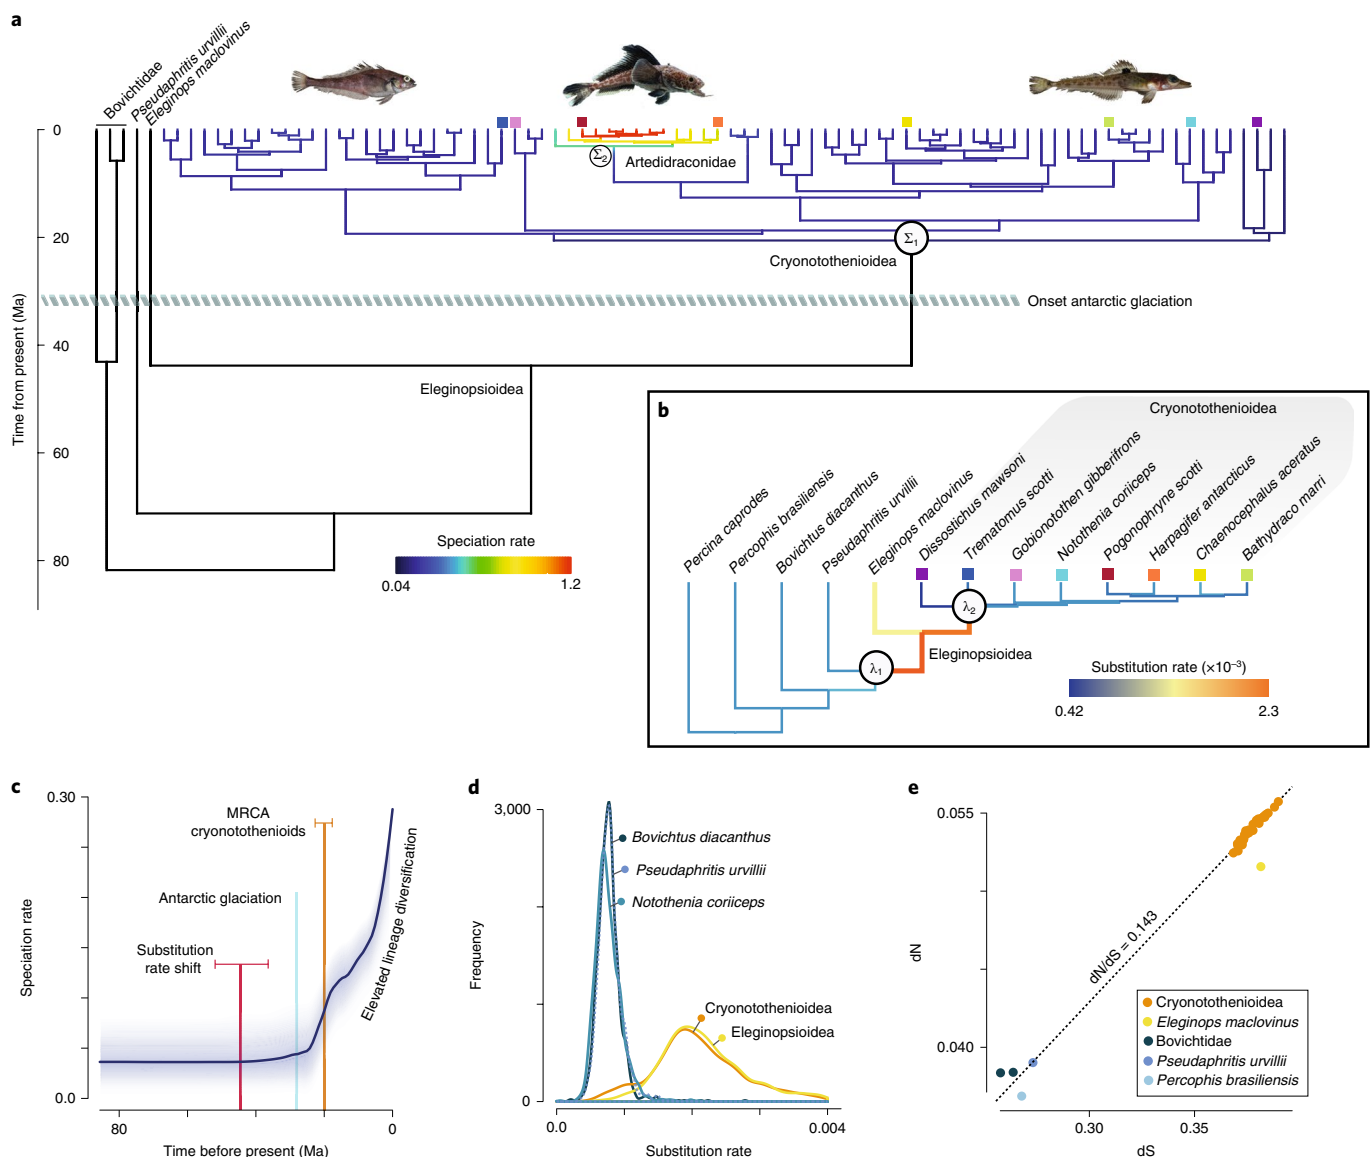 a
Bovichtidae
Pseudaphritis urvillii
Eleginops maclovinus
0
20
40
60
80
Time from present (Ma)
Σ2
Artedidraconidae
Σ1
Cryonotothenioidea
Onset antarctic glaciation
Eleginopsioidea
Speciation rate
0.04
1.2
b
Cryonotothenioidea
Percina caprodes
Percophis brasiliensis
Bovictus diacanthus
Pseudaphritis urvillii
Eleginops maclovinus
Dissostichus mawsoni
Trematomus scotti
Gobionotothen gibberifrons
Notothenia coriiceps
Pogonophryne scotti
Harpagifer antarcticus
Chaenocephalus aceratus
Bathydraco marri
λ2
λ1
Eleginopsioidea
Substitution rate (×10–3)
0.42
2.3
c
0.30
0.0
Speciation rate
MRCA
cryonotothenioids
Antarctic glaciation
Substitution
rate shift
Elevated lineage diversification
80
0
Time before present (Ma)
d
3,000
0
Frequency
Bovichtus diacanthus
Pseudaphritis urvillii
Notothenia coriiceps
Cryonotothenioidea
Eleginopsioidea
0.0
0.004
Substitution rate
e
0.055
0.040
dN
dN/dS = 0.143
Cryonotothenioidea
Eleginops maclovinus
Bovichtidae
Pseudaphritis urvillii
Percophis brasiliensis
0.30
0.35
dS